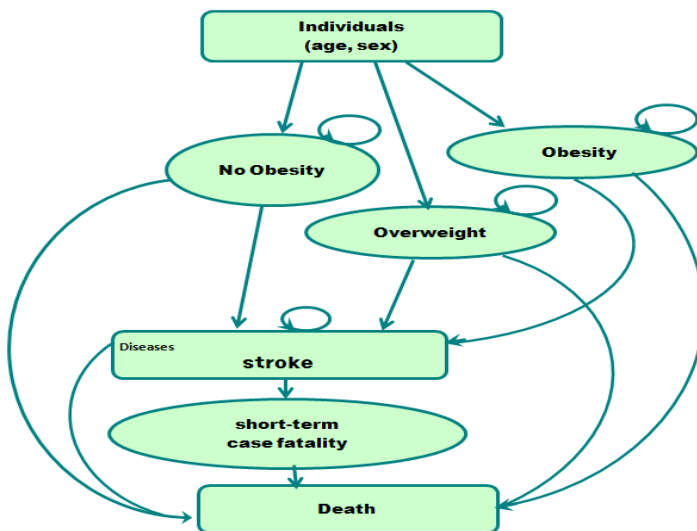 Individuals
(age, sex)
No Obesity
Obesity
Overweight
Diseases
stroke
short-term
case fatality
Death